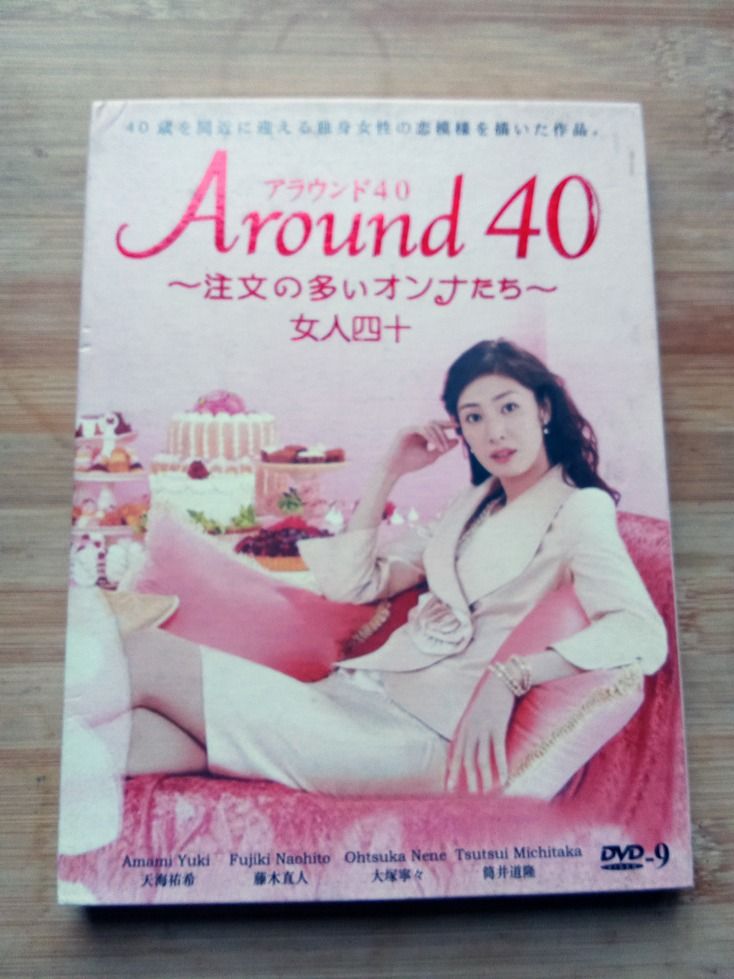 40歳を間近に迎える独身女性の恋模様を描いた作品。
アラウンド40
Around 40
～注文の多いオンナたち～
女人四十
Amami Yuki Fujiki Naohito Ohtsuka Nene Tsutsui Michitaka
天海祐希 藤木直人 大塚寧々 筒井道隆
DVD-9
VIDEO